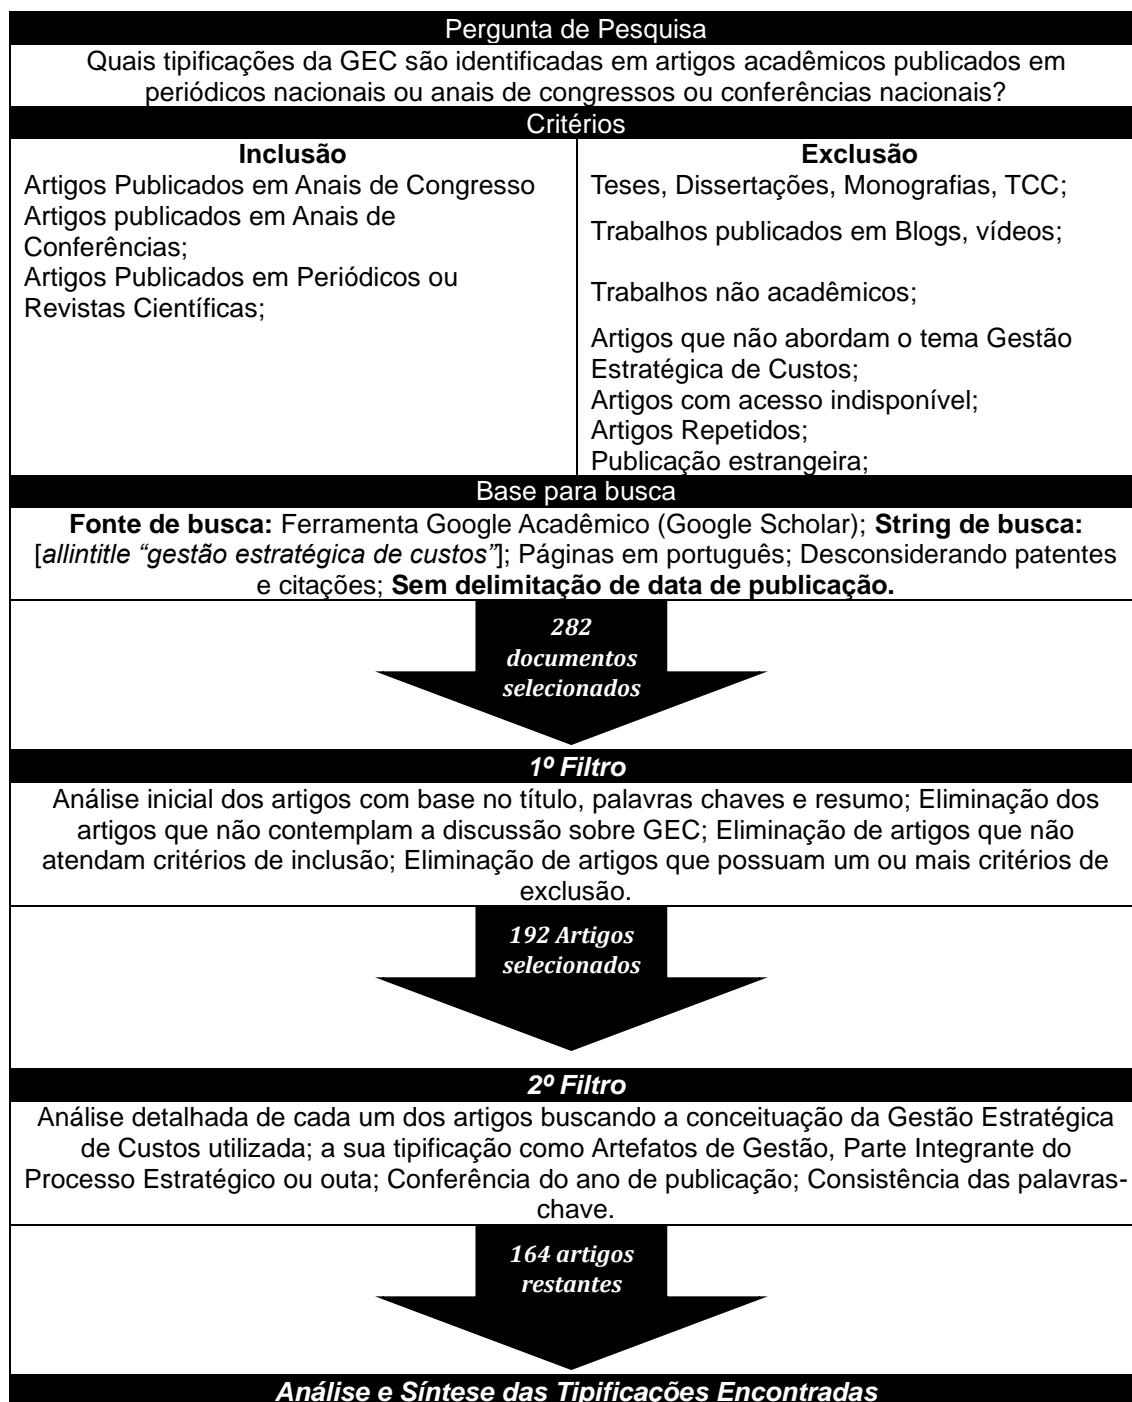 Pergunta de Pesquisa
Quais tipificações da GEC são identificadas em artigos acadêmicos publicados em
periódicos nacionais ou anais de congressos ou conferências nacionais?
Critérios
Inclusão
Artigos Publicados em Anais de Congresso
Artigos publicados em Anais de
Conferências;
Artigos Publicados em Periódicos ou
Revistas Científicas;
Exclusão
Teses, Dissertações, Monografias, TCC;
Trabalhos publicados em Blogs, vídeos;
Trabalhos não acadêmicos;
Artigos que não abordam o tema Gestão
Estratégica de Custos;
Artigos com acesso indisponível;
Artigos Repetidos;
Publicação estrangeira;
Base para busca
Fonte de busca: Ferramenta Google Acadêmico (Google Scholar); String de busca:
[allintitle “gestão estratégica de custos”]; Páginas em português; Desconsiderando patentes
e citações; Sem delimitação de data de publicação.
282
documentos
selecionados
1º Filtro
Análise inicial dos artigos com base no título, palavras chaves e resumo; Eliminação dos
artigos que não contemplam a discussão sobre GEC; Eliminação de artigos que não
atendam critérios de inclusão; Eliminação de artigos que possuam um ou mais critérios de
exclusão.
192 Artigos
selecionados
2º Filtro
Análise detalhada de cada um dos artigos buscando a conceituação da Gestão Estratégica
de Custos utilizada; a sua tipificação como Artefatos de Gestão, Parte Integrante do
Processo Estratégico ou outa; Conferência do ano de publicação; Consistência das palavras-
chave.
164 artigos
restantes
Análise e Síntese das Tipificações Encontradas